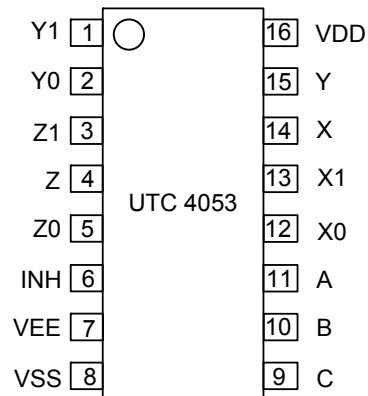 Y1 1 16 VDD
Y0 2 15 Y
Z1 3 14 X
Z 4 13 X1
UTC 4053
Z0 5 12 X0
INH 6 11 A
VEE 7 10 B
VSS 8 9 C